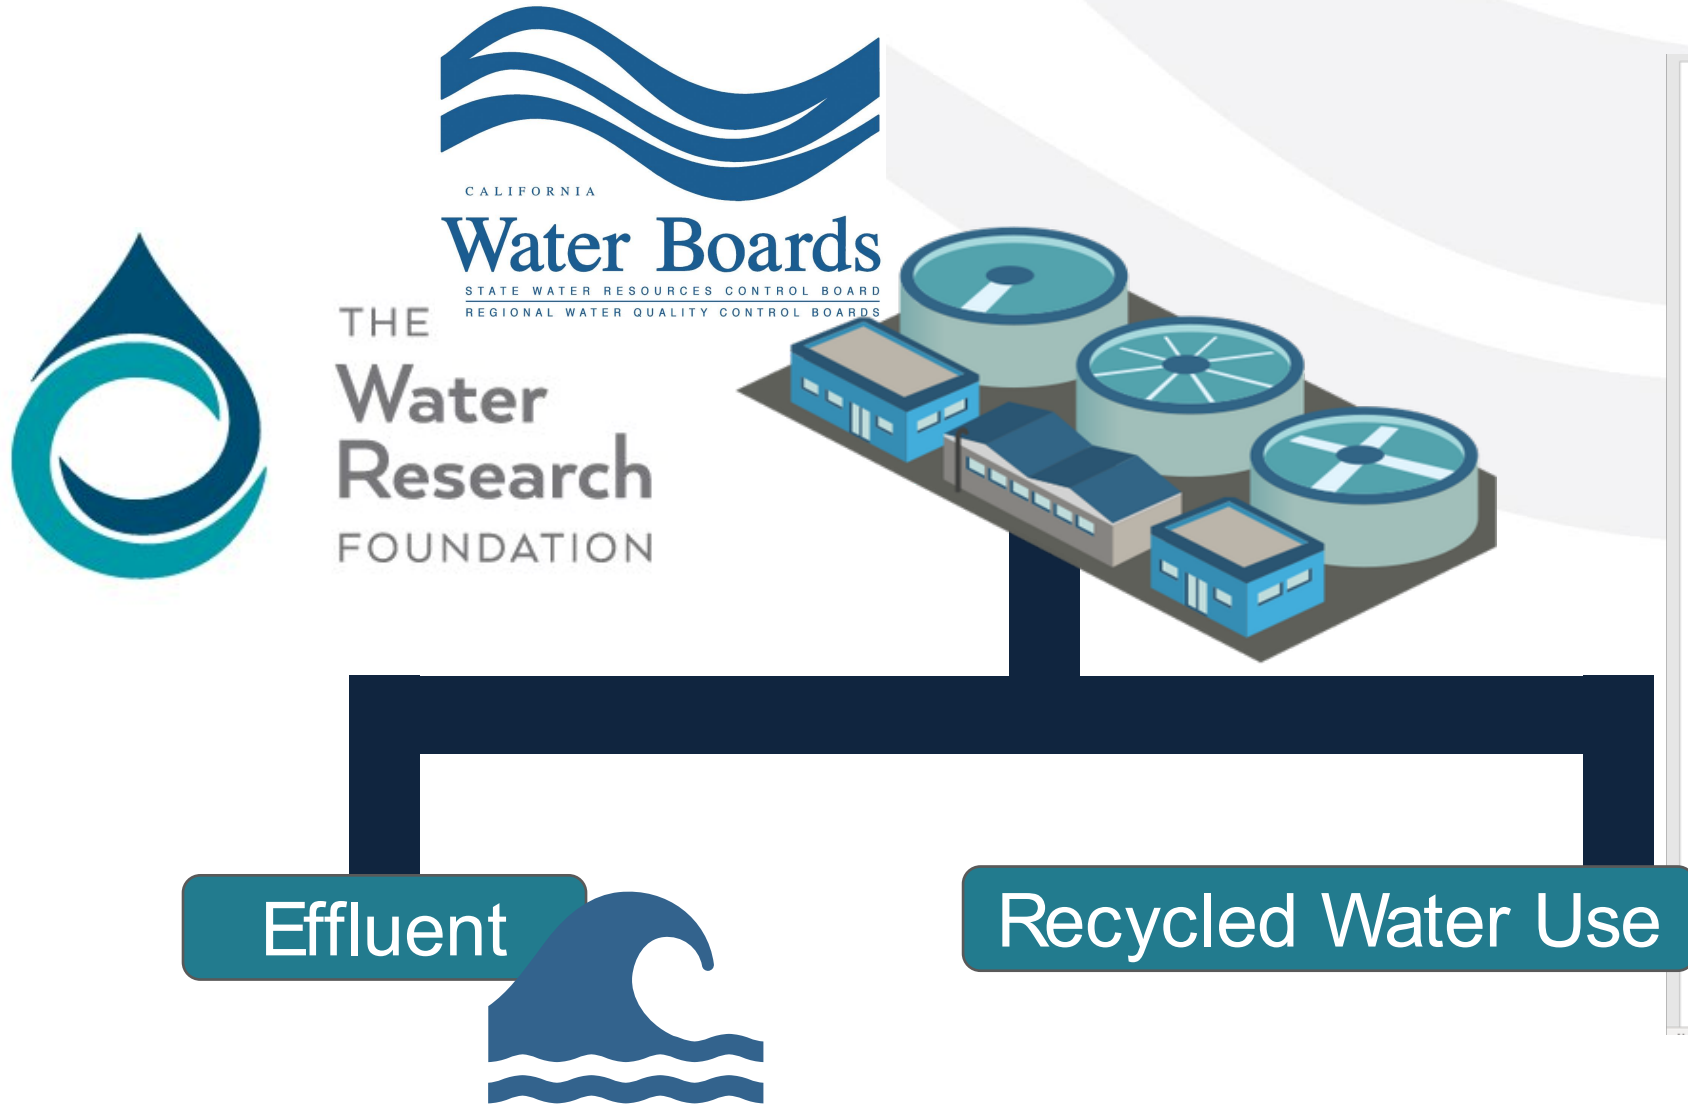 CALIFORNIA
Water Boards
STATE WATER RESOURCES CONTROL BOARD
REGIONAL WATER QUALITY CONTROL BOARDS
THE
Water
Research
FOUNDATION
Effluent
Recycled Water Use